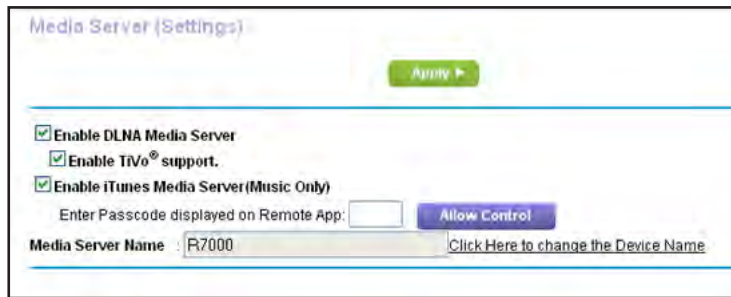 Media Server (Settings)
Apply ▶
Enable DLNA Media Server
Enable TiVo® support.
Enable iTunes Media Server(Music Only)
Enter Passcode displayed on Remote App: Allow Control
Media Server Name : R7000 Click Here to change the Device Name